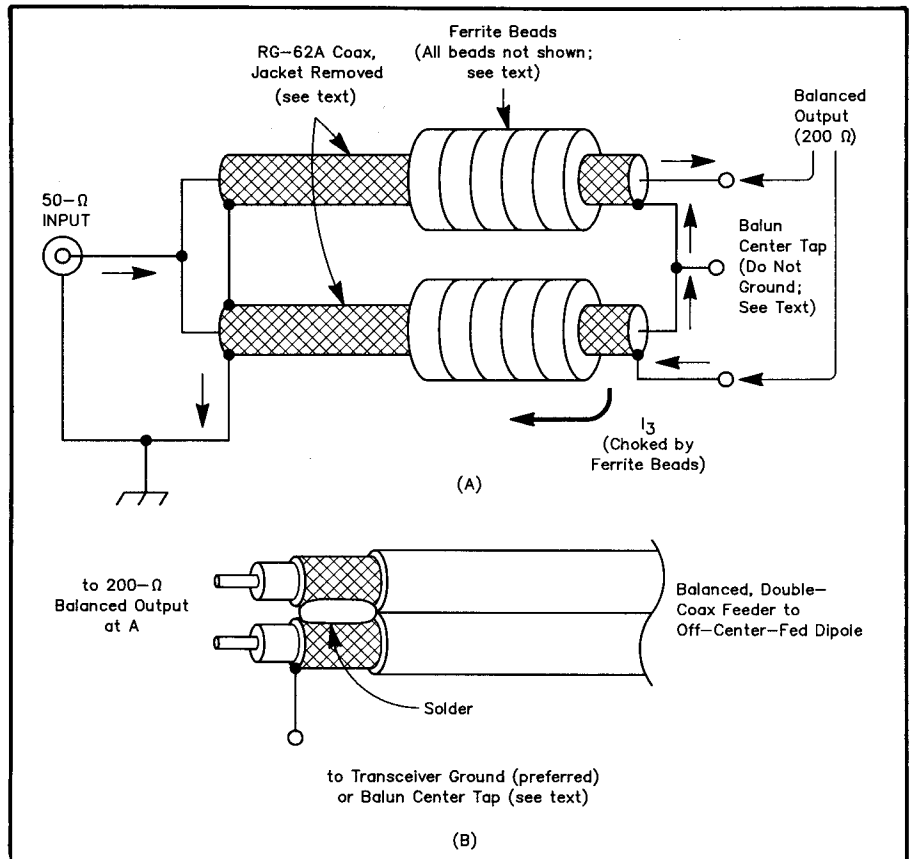 Ferrite Beads
(All beads not shown;
see text)
RG-62A Coax,
Jacket Removed
(see text)
Balanced
Output
(200 Ω)
50-Ω
INPUT
Balun
Center Tap
(Do Not
Ground;
See Text)
I3
(Choked by
Ferrite Beads)
(A)
to 200-Ω
Balanced Output
at A
Balanced, Double-
Coax Feeder to
Off-Center-Fed Dipole
Solder
to Transceiver Ground (preferred)
or Balun Center Tap (see text)
(B)